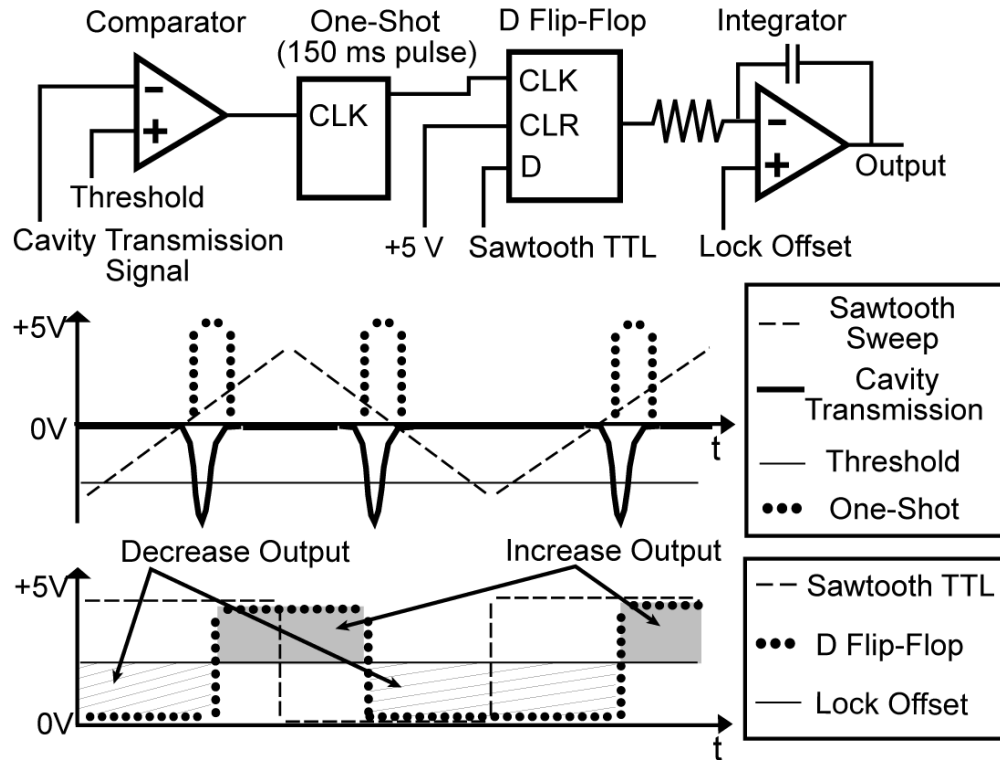 Comparator
One-Shot
(150 ms pulse)
D Flip-Flop
Integrator
-
+
CLK
CLK
CLR
D
-
+
Threshold
Cavity Transmission
Signal
+5 V
Sawtooth TTL
Lock Offset
Output
+5V
0V
t
Sawtooth
Sweep
Cavity
Transmission
Threshold
One-Shot
Decrease Output
Increase Output
+5V
0V
t
Sawtooth TTL
D Flip-Flop
Lock Offset